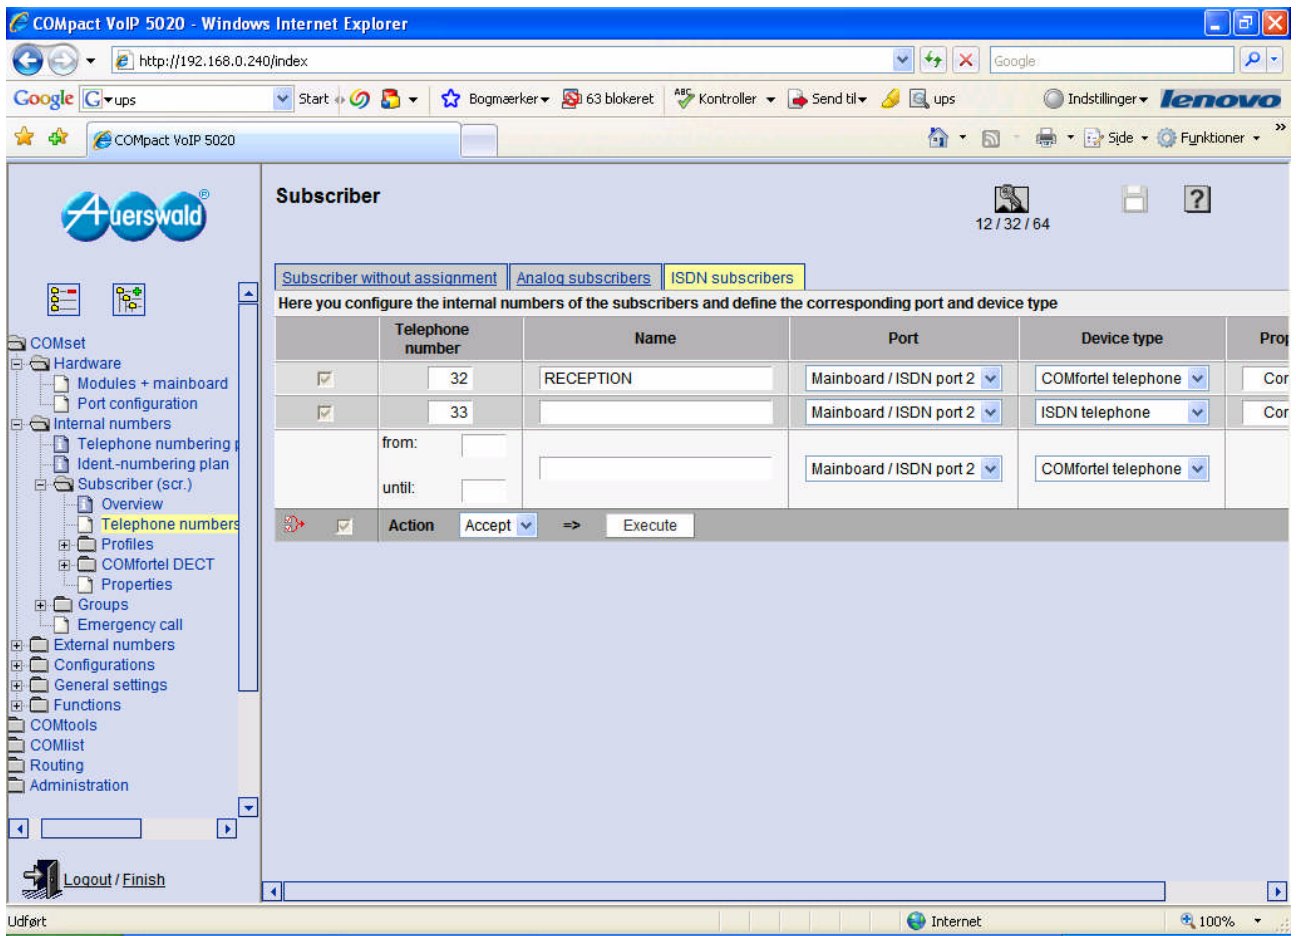 COMpact VoIP 5020 - Windows Internet Explorer
http://192.168.0.240/index
Google
Google G ups Start Bogmærker 63 blokeret ABC Kontroller Send til ups Indstillinger lenovo
COMpact VoIP 5020 Side Funktioner »
Auerswald®
Subscriber
12 / 32 / 64
?
Subscriber without assignment Analog subscribers ISDN subscribers
Here you configure the internal numbers of the subscribers and define the corresponding port and device type
Telephone number Name Port Device type
32 RECEPTION Mainboard / ISDN port 2 COMfortel telephone
33 Mainboard / ISDN port 2 ISDN telephone
from:
until:
Mainboard / ISDN port 2 COMfortel telephone
Action Accept => Execute
COMset
Hardware
Modules + mainboard
Port configuration
Internal numbers
Telephone numbering
Ident.-numbering plan
Subscriber (scr.)
Overview
Telephone numbers
Profiles
COMfortel DECT
Properties
Groups
Emergency call
External numbers
Configurations
General settings
Functions
COMtools
COMlist
Routing
Administration
Logout / Finish
Udført Internet 100%